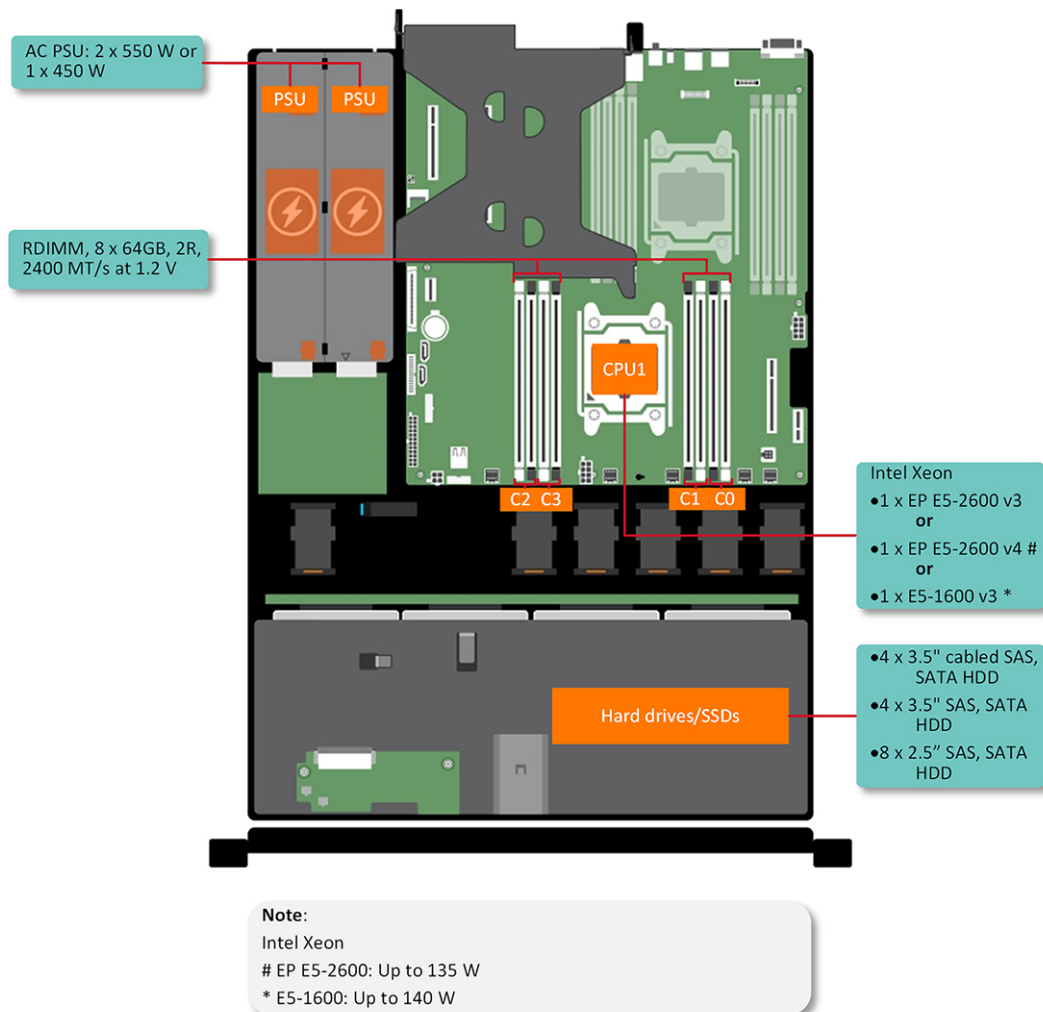 AC PSU: 2 x 550 W or
1 x 450 W
PSU
PSU
RDIMM, 8 x 64GB, 2R,
2400 MT/s at 1.2 V
CPU1
C2
C3
C1
C0
Intel Xeon
●1 x EP E5-2600 v3
or
●1 x EP E5-2600 v4 #
or
●1 x E5-1600 v3 *
●4 x 3.5" cabled SAS,
SATA HDD
●4 x 3.5" SAS, SATA
HDD
●8 x 2.5” SAS, SATA
HDD
Hard drives/SSDs
Note:
Intel Xeon
# EP E5-2600: Up to 135 W
* E5-1600: Up to 140 W